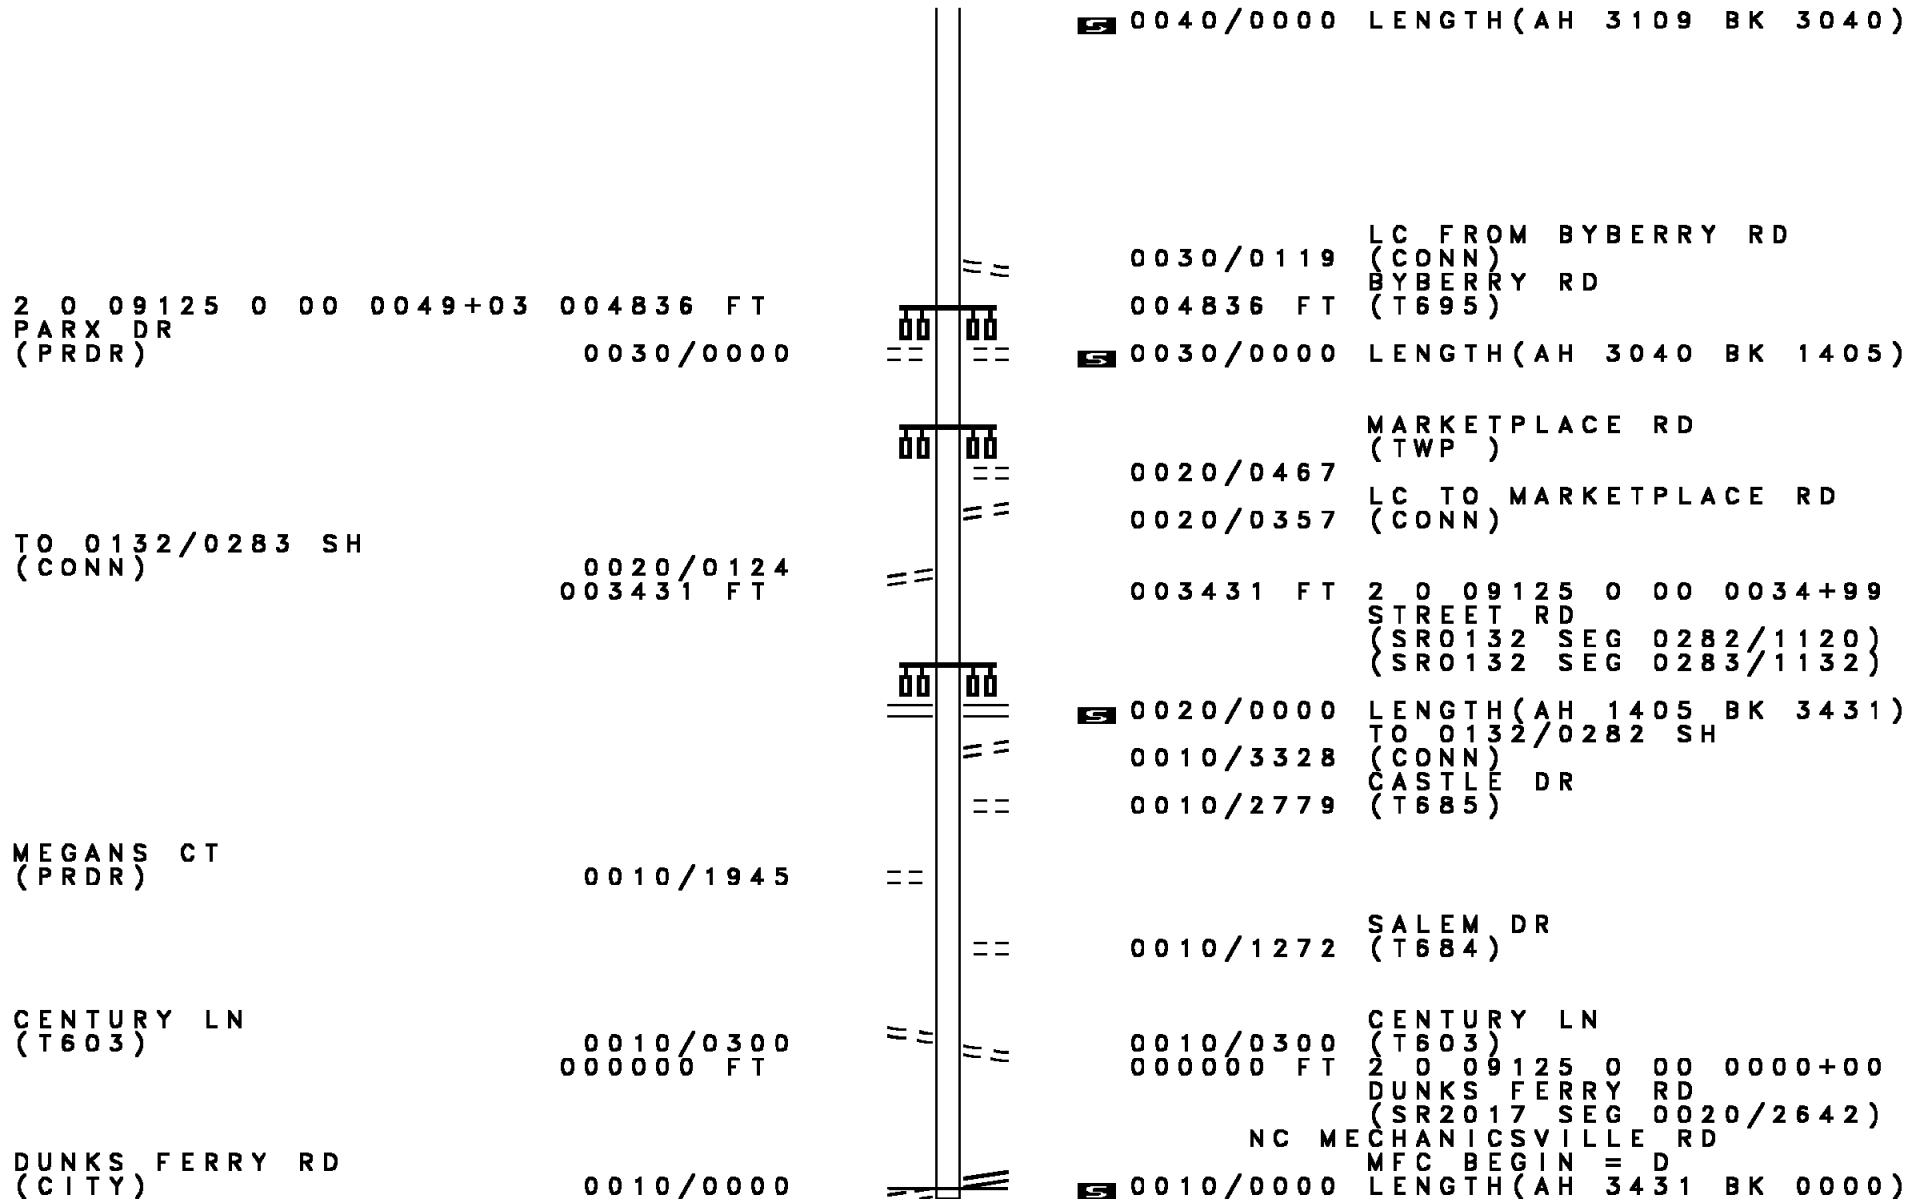 S 0040/0000 LENGTH(AH 3109 BK 3040)
LC FROM BYBERRY RD
0030/0119 (CONN)
BYBERRY RD
2 0 09125 0 00 0049+03 004836 FT
004836 FT (T695)
PARX DR
(PRDR) 0030/0000
S 0030/0000 LENGTH(AH 3040 BK 1405)
MARKETPLACE RD
(TWP )
0020/0467
LC TO MARKETPLACE RD
0020/0357 (CONN)
TO 0132/0283 SH
(CONN) 0020/0124
003431 FT
003431 FT 2 0 09125 0 00 0034+99
STREET RD
(SR0132 SEG 0282/1120)
(SR0132 SEG 0283/1132)
S 0020/0000 LENGTH(AH 1405 BK 3431)
TO 0132/0282 SH
0010/3328 (CONN)
CASTLE DR
0010/2779 (T685)
MEGANS CT
(PRDR) 0010/1945
SALEM DR
0010/1272 (T684)
CENTURY LN
(T603) 0010/0300
000000 FT
CENTURY LN
0010/0300 (T603)
000000 FT 2 0 09125 0 00 0000+00
DUNKS FERRY RD
(SR2017 SEG 0020/2642)
NC MECHANICSVILLE RD
MFC BEGIN = D
DUNKS FERRY RD
(CITY) 0010/0000
S 0010/0000 LENGTH(AH 3431 BK 0000)